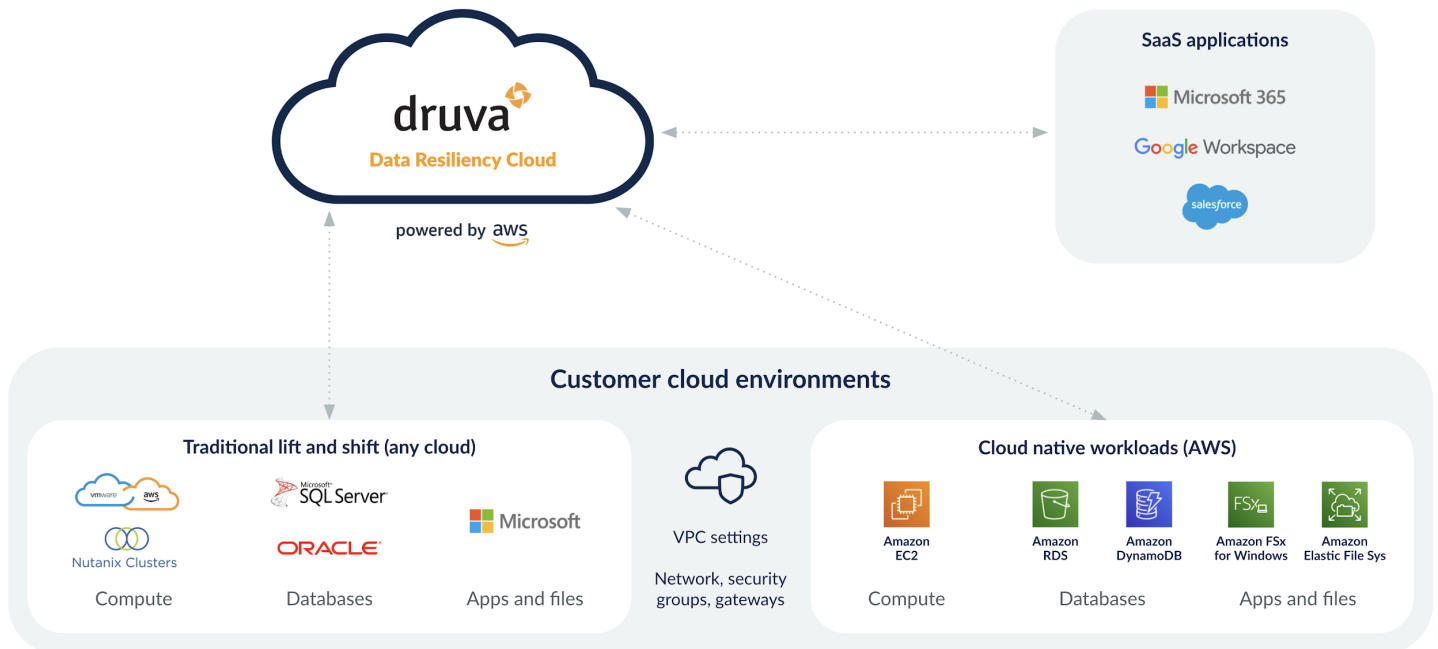 druva
Data Resiliency Cloud
powered by aws
SaaS applications
Microsoft 365
Google Workspace
salesforce
Customer cloud environments
Traditional lift and shift (any cloud)
vmware
aws
Nutanix Clusters
Compute
Microsoft®
SQL Server®
ORACLE®
Databases
Microsoft
Apps and files
VPC settings
Network, security
groups, gateways
Cloud native workloads (AWS)
Amazon
EC2
Compute
Amazon
RDS
Amazon
DynamoDB
Databases
FSx
Amazon FSx
for Windows
Amazon
Elastic File Sys
Apps and files